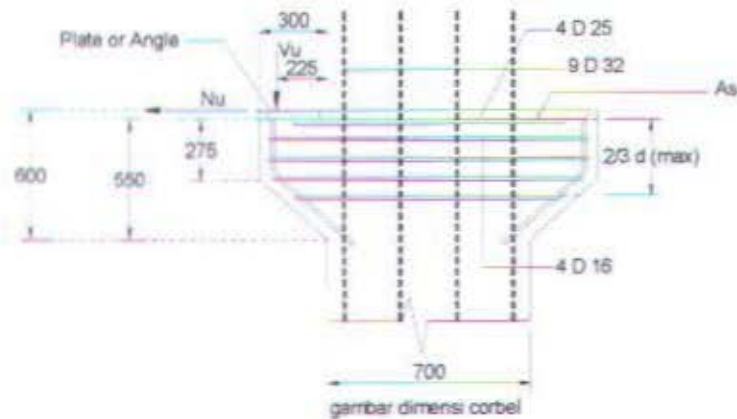 300
4 D 25
Plate or Angle
Vu
225
9 D 32
Nu
As
275
2/3 d (max)
600
550
4 D 16
700
gambar dimensi corbel